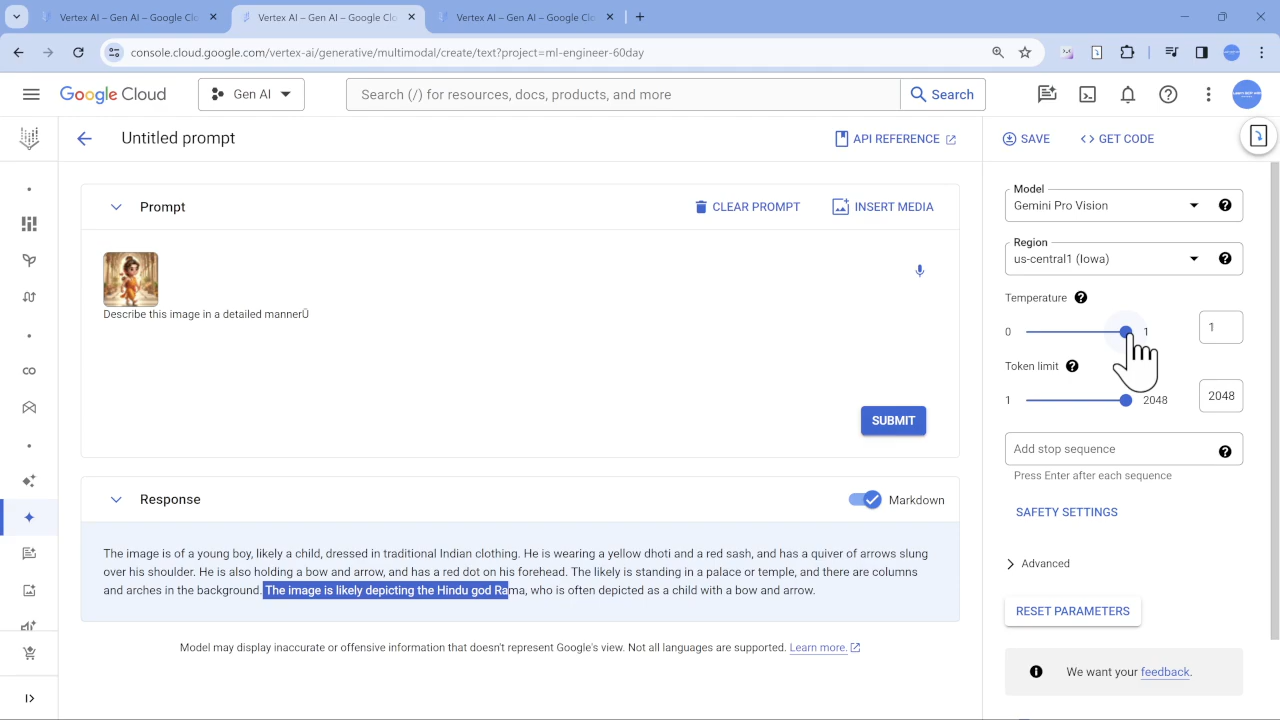 Vertex AI – Gen AI – Google Clo
Vertex AI – Gen AI – Google Clo
Vertex AI – Gen AI – Google Clo
console.cloud.google.com/vertex-ai/generative/multimodal/create/text?project=ml-engineer-60day
Google Cloud
Gen AI
Search (/) for resources, docs, products, and more
Search
Untitled prompt
API REFERENCE
SAVE
GET CODE
Prompt
CLEAR PROMPT
INSERT MEDIA
Describe this image in a detailed mannerÜ
SUBMIT
Response
Markdown
The image is of a young boy, likely a child, dressed in traditional Indian clothing. He is wearing a yellow dhoti and a red sash, and has a quiver of arrows slung
over his shoulder. He is also holding a bow and arrow, and has a red dot on his forehead. The likely is standing in a palace or temple, and there are columns
and arches in the background. The image is likely depicting the Hindu god Rama, who is often depicted as a child with a bow and arrow.
Model may display inaccurate or offensive information that doesn't represent Google's view. Not all languages are supported. Learn more.
Model
Gemini Pro Vision
Region
us-central1 (Iowa)
Temperature
0 1 1
Token limit
1 2048 2048
Add stop sequence
Press Enter after each sequence
SAFETY SETTINGS
Advanced
RESET PARAMETERS
We want your feedback.